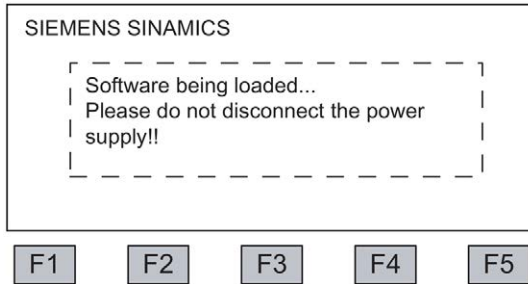 SIEMENS SINAMICS
Software being loaded...
Please do not disconnect the power
supply!!
F1 F2 F3 F4 F5